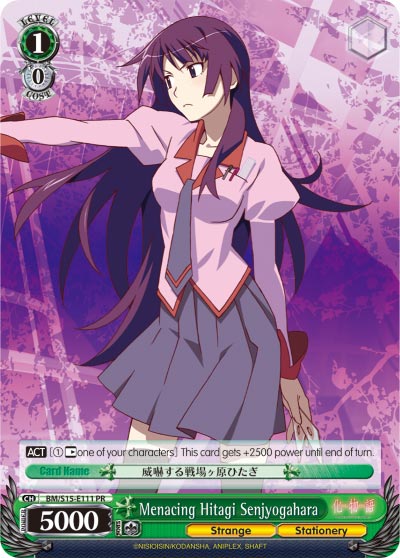 LEVEL
1
0
COST
ACT [① one of your characters] This card gets +2500 power until end of turn.
Card Name
威嚇する戦場ヶ原ひたぎ
CH BM/S15-E111 PR
POWER 5000
Menacing Hitagi Senjyogahara
化物語
Strange
Stationery
©NISIOISIN/KODANSHA, ANIPLEX, SHAFT